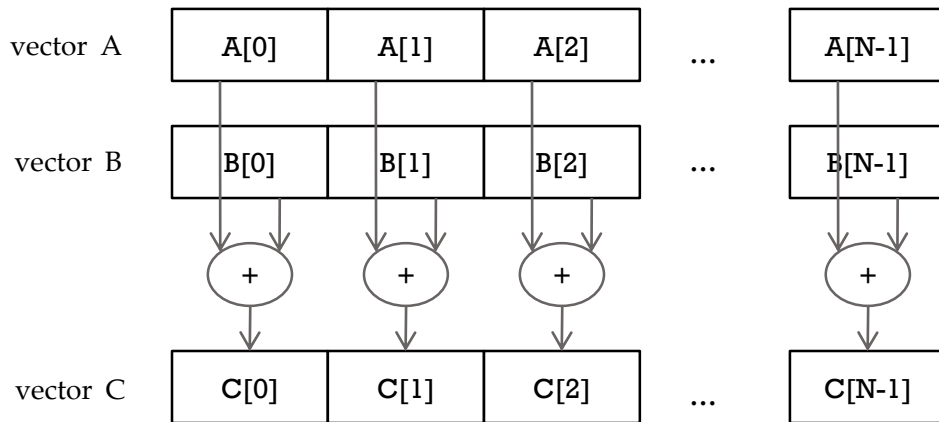 vector A A[0] A[1] A[2] ... A[N-1]
vector B B[0] B[1] B[2] ... B[N-1]
+ + + +
vector C C[0] C[1] C[2] ... C[N-1]